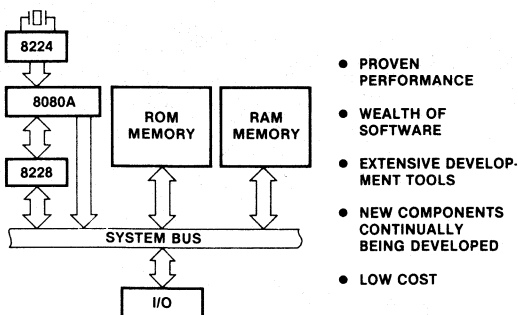 8224
8080A
8228
ROM
MEMORY
RAM
MEMORY
SYSTEM BUS
I/O
● PROVEN
PERFORMANCE
● WEALTH OF
SOFTWARE
● EXTENSIVE DEVELOP-
MENT TOOLS
● NEW COMPONENTS
CONTINUALLY
BEING DEVELOPED
● LOW COST